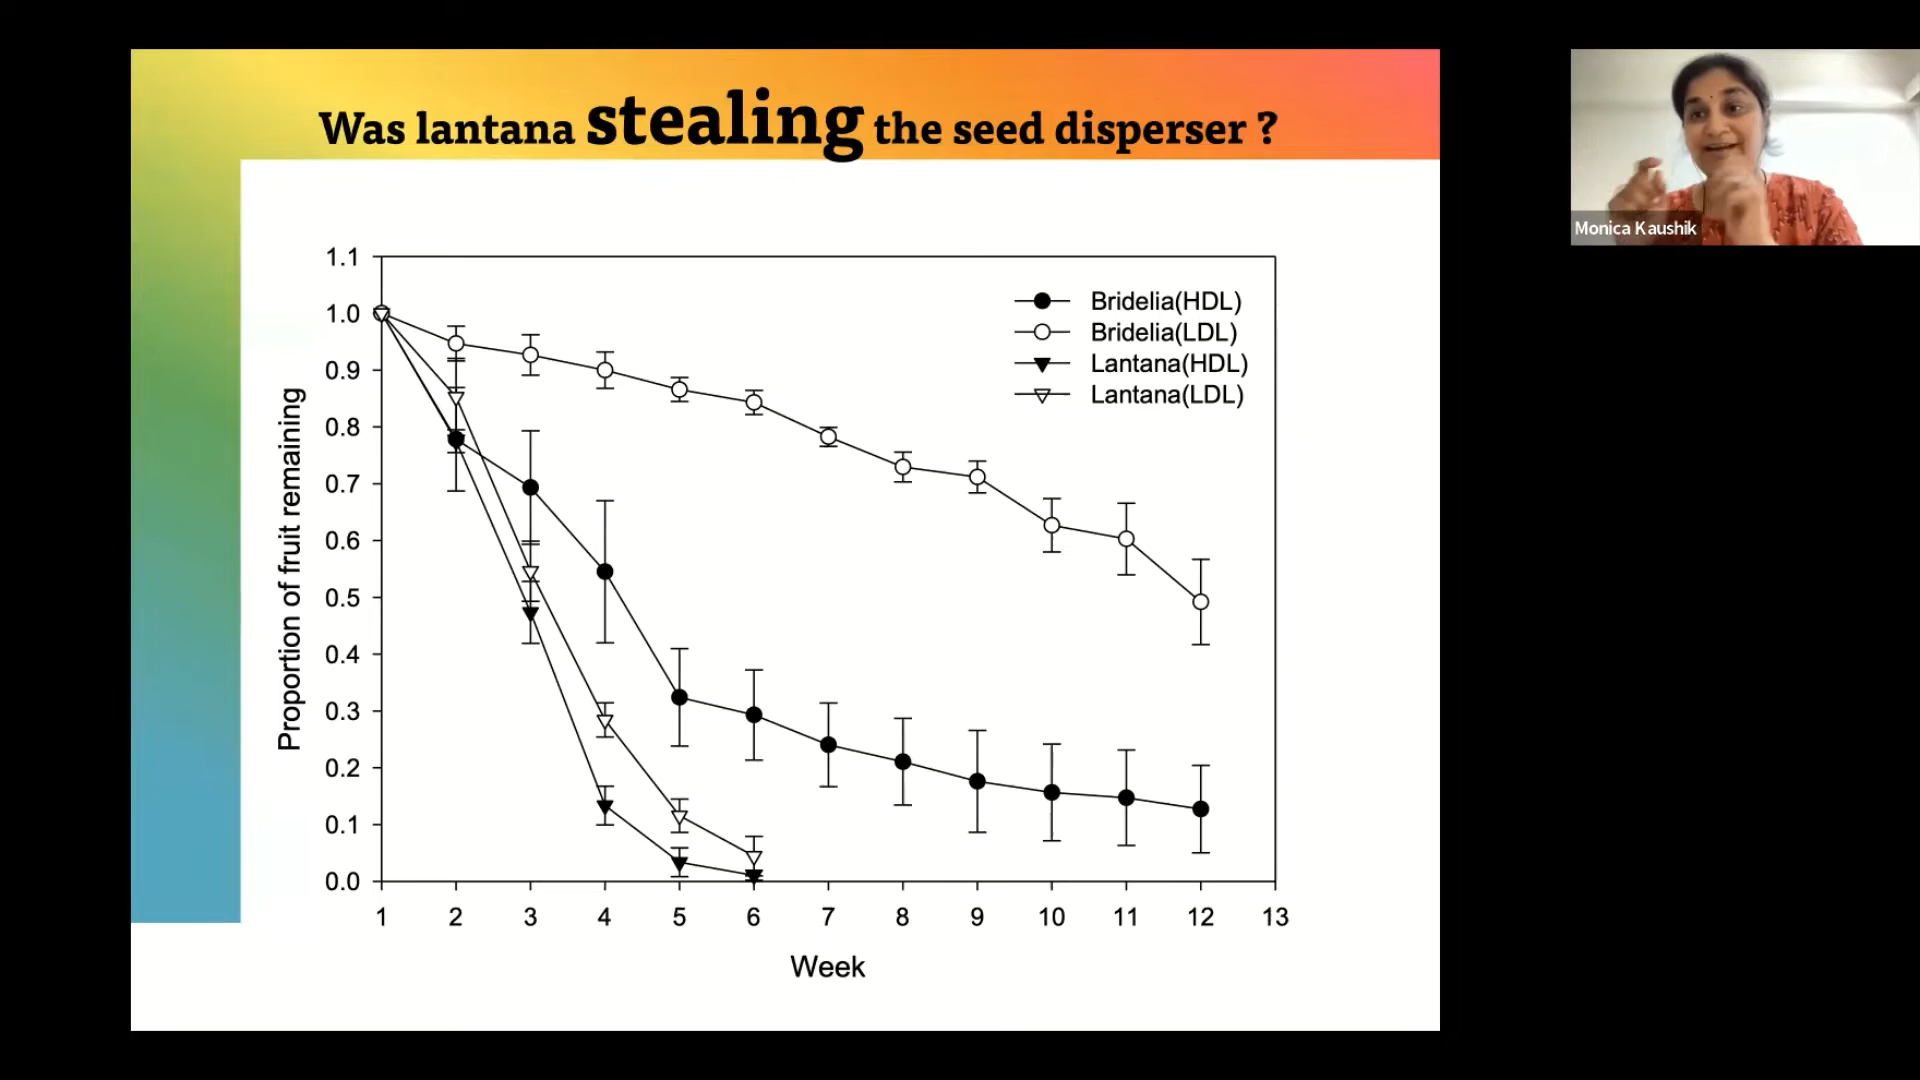 Was lantana stealing the seed disperser ?
Monica Kaushik
Bridelia(HDL)
Bridelia(LDL)
Lantana(HDL)
Lantana(LDL)
Proportion of fruit remaining
1.1
1.0
0.9
0.8
0.7
0.6
0.5
0.4
0.3
0.2
0.1
0.0
1 2 3 4 5 6 7 8 9 10 11 12 13
Week